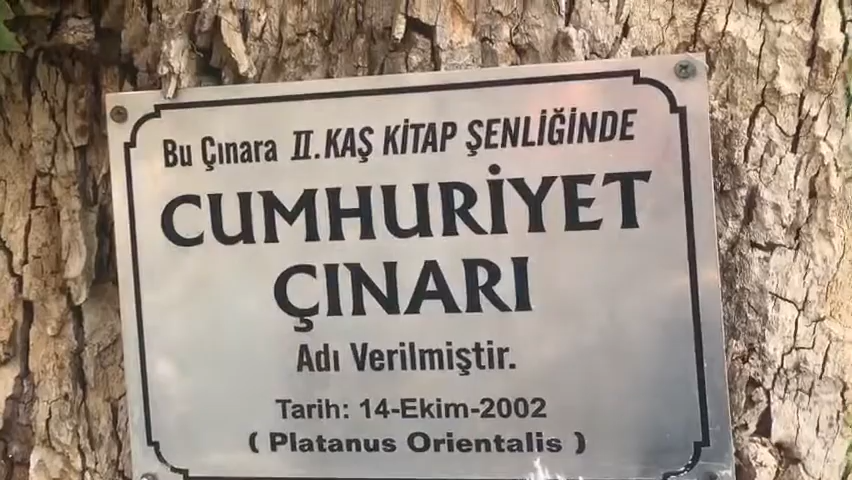 Bu Çınara II. KAŞ KİTAP ŞENLİĞİNDE
CUMHURİYET
ÇINARI
Adı Verilmiştir.
Tarih: 14-Ekim-2002
( Platanus Orientalis )